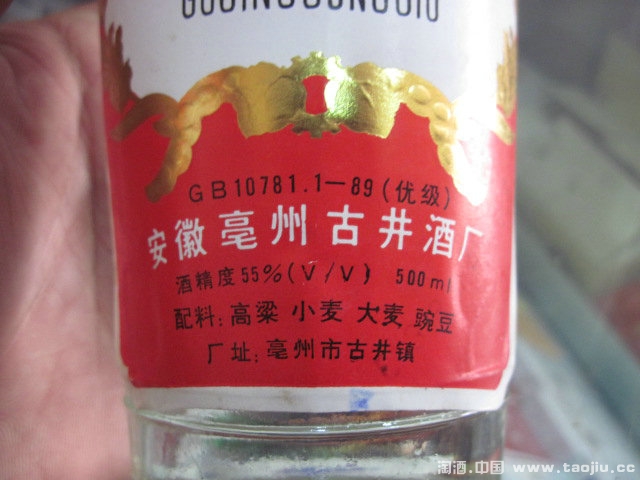 GB10781.1—89(优级)
安徽亳州古井酒厂
酒精度55%(V/V) 500ml
配料:高粱 小麦 大麦 豌豆
厂址:亳州市古井镇
淘酒.中国 www.taojiu.cc